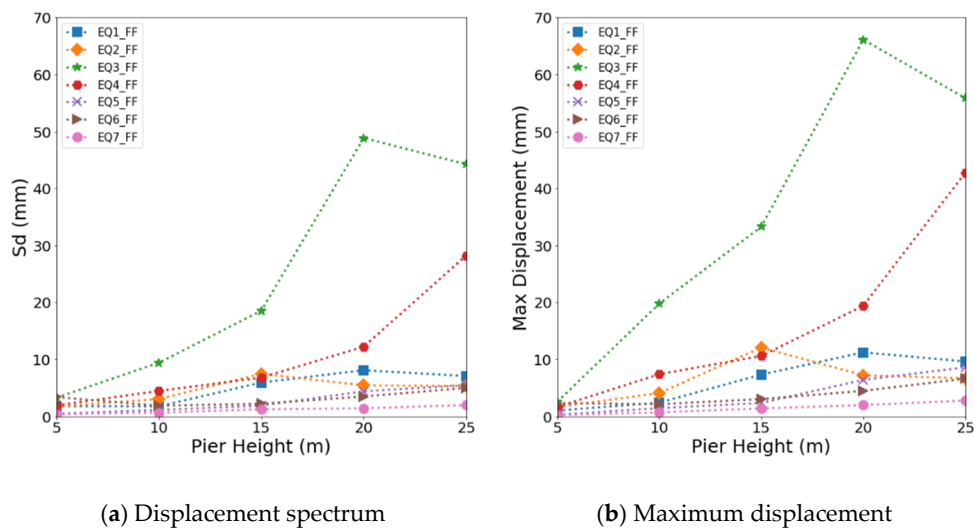 70
60
50
40
30
20
10
0
Sd (mm)
EQ1_FF
EQ2_FF
EQ3_FF
EQ4_FF
EQ5_FF
EQ6_FF
EQ7_FF
5 10 15 20 25
Pier Height (m)
(a) Displacement spectrum
70
60
50
40
30
20
10
0
Max Displacement (mm)
EQ1_FF
EQ2_FF
EQ3_FF
EQ4_FF
EQ5_FF
EQ6_FF
EQ7_FF
5 10 15 20 25
Pier Height (m)
(b) Maximum displacement